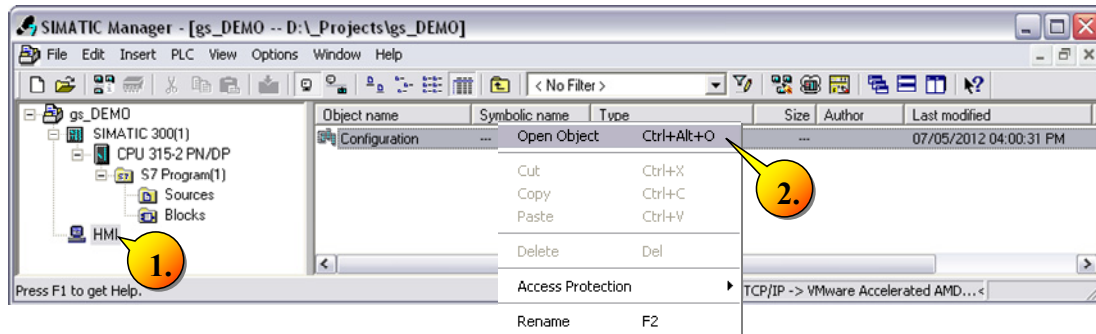 SIMATIC Manager - [gs_DEMO -- D:\_Projects\gs_DEMO]
File Edit Insert PLC View Options Window Help
< No Filter >
gs_DEMO
SIMATIC 300(1)
CPU 315-2 PN/DP
S7 Program(1)
Sources
Blocks
HMI
1.
Object name Symbolic name Type Size Author Last modified
Configuration --- --- 07/05/2012 04:00:31 PM
Open Object Ctrl+Alt+O
Cut Ctrl+X
Copy Ctrl+C
Paste Ctrl+V
Delete Del
Access Protection
Rename F2
2.
Press F1 to get Help.
TCP/IP -> VMware Accelerated AMD...<